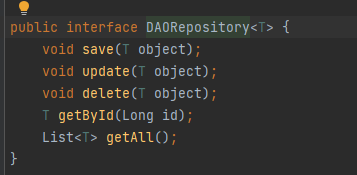 public interface DAORepository<T> {
    void save(T object);
    void update(T object);
    void delete(T object);
    T getById(Long id);
    List<T> getAll();
}